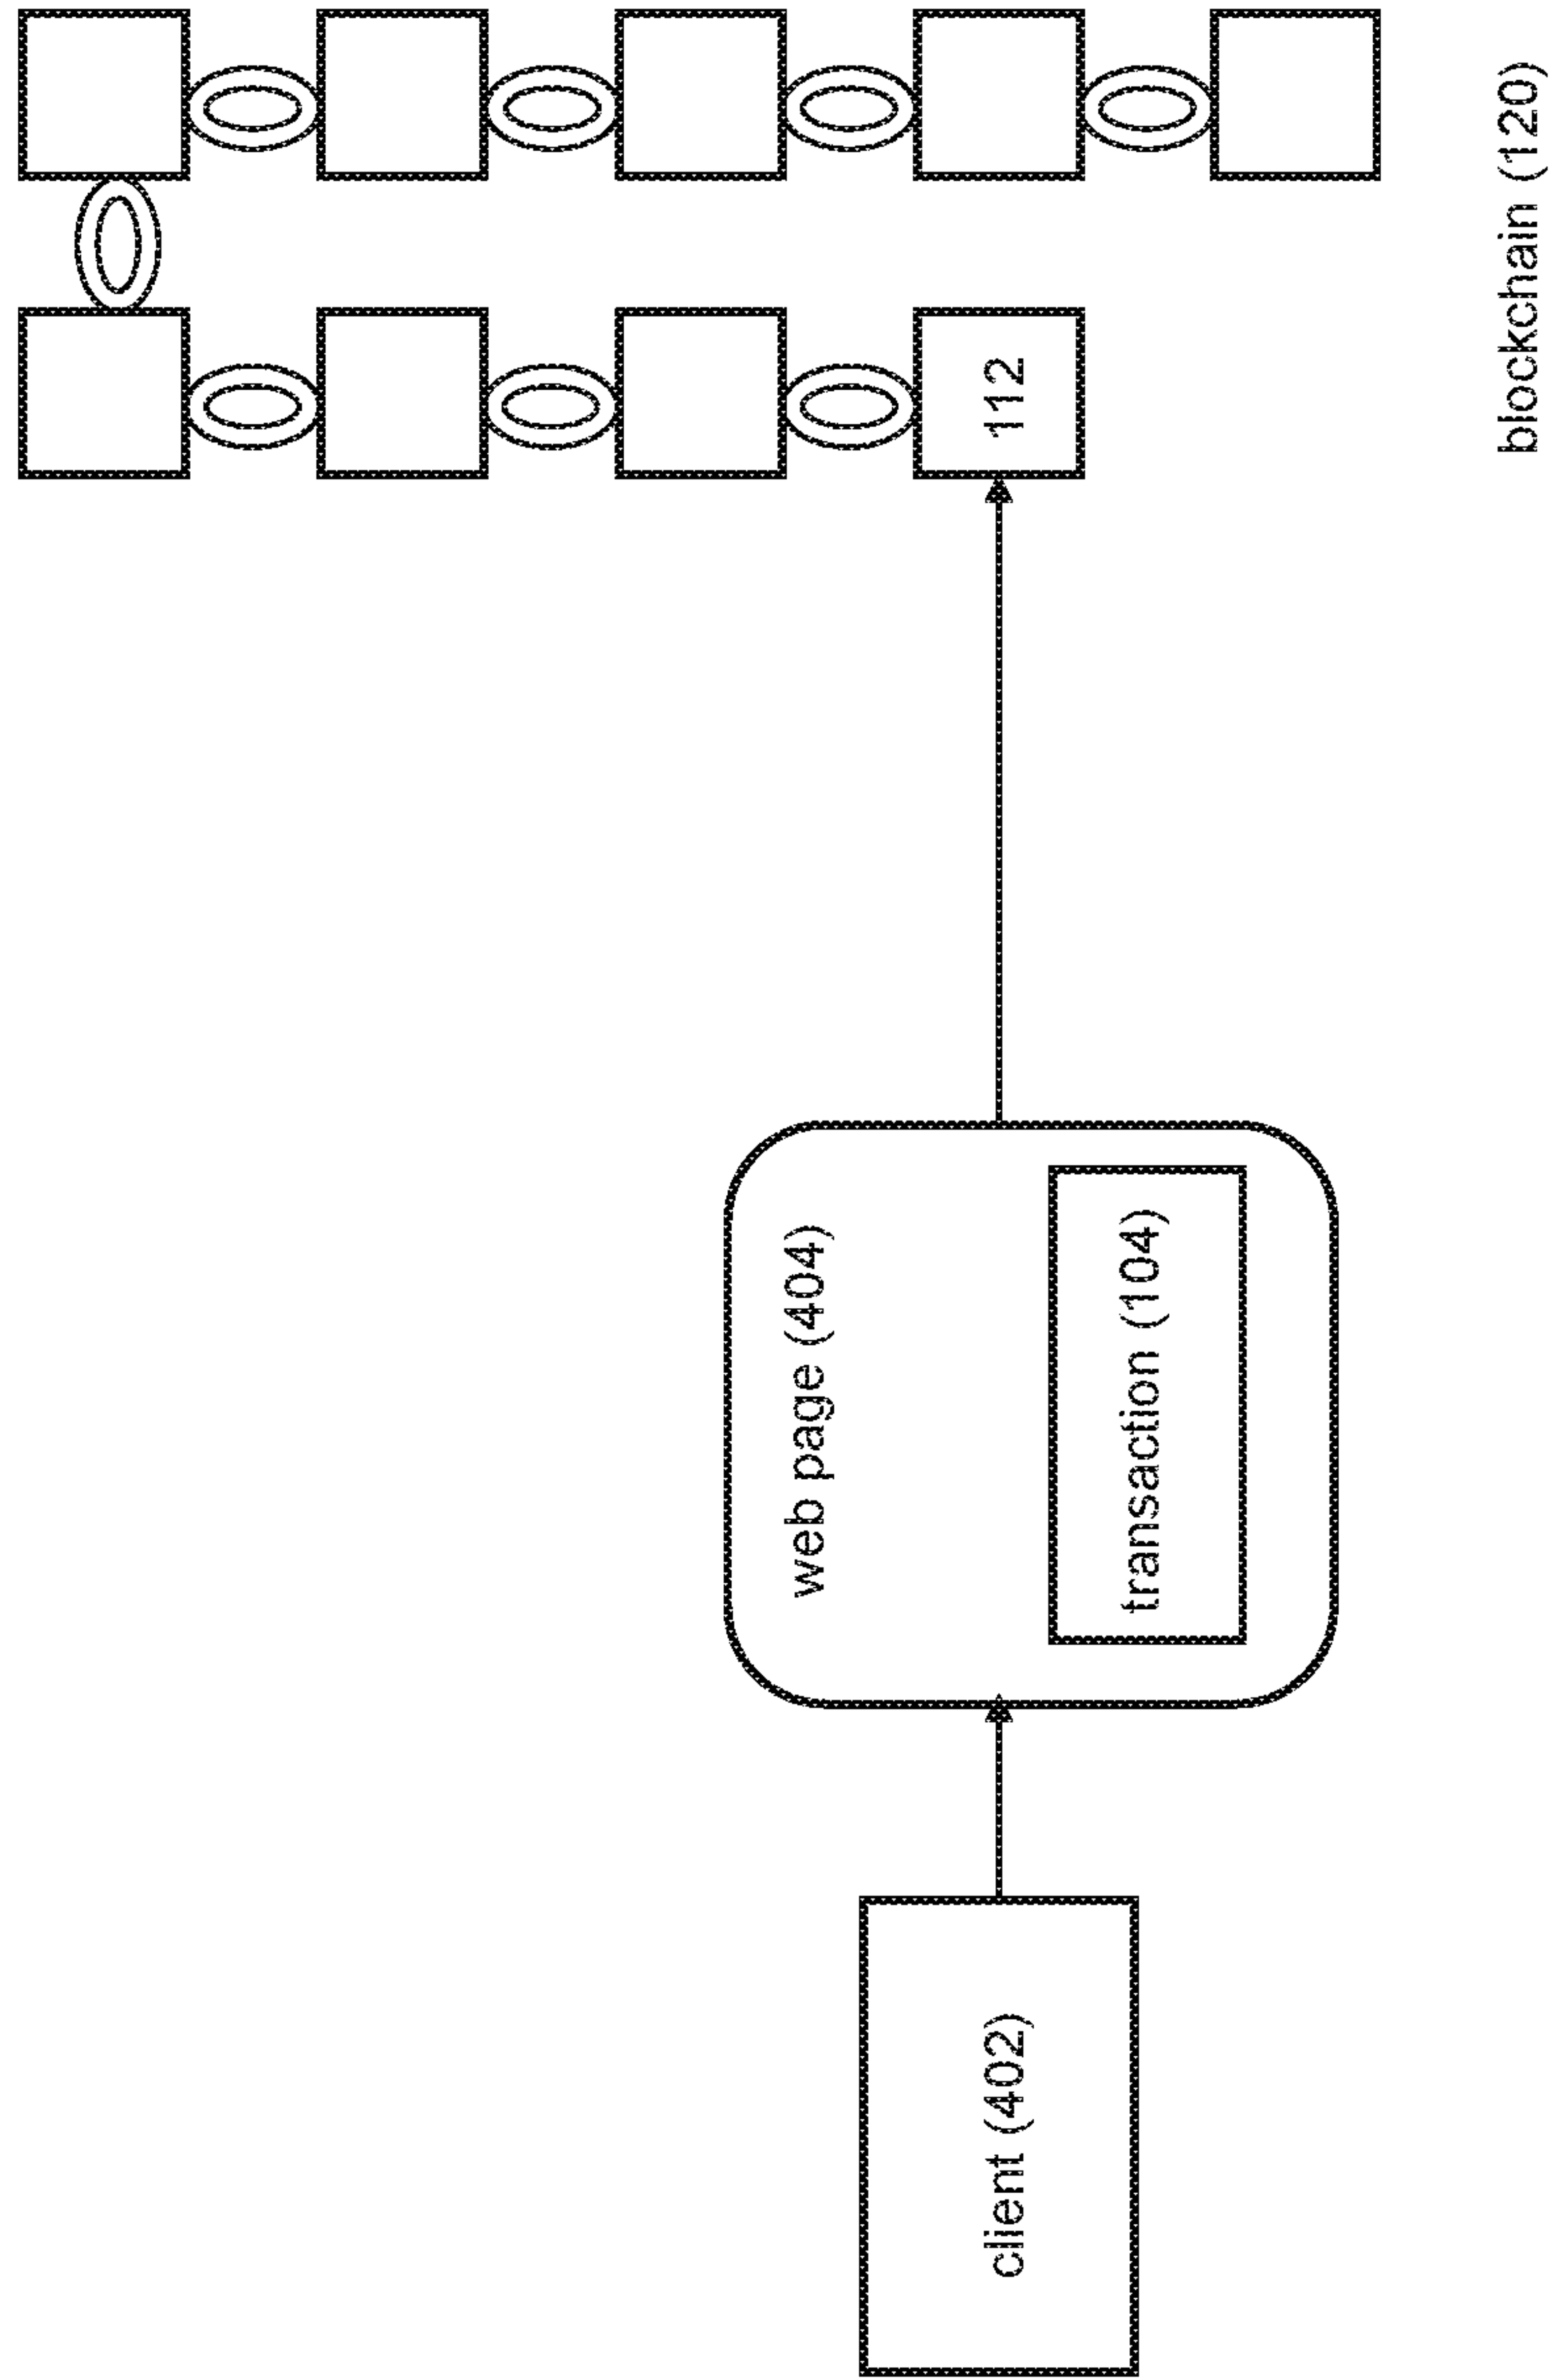 client (402)
web page (404)
transaction (104)
112
blockchain (120)